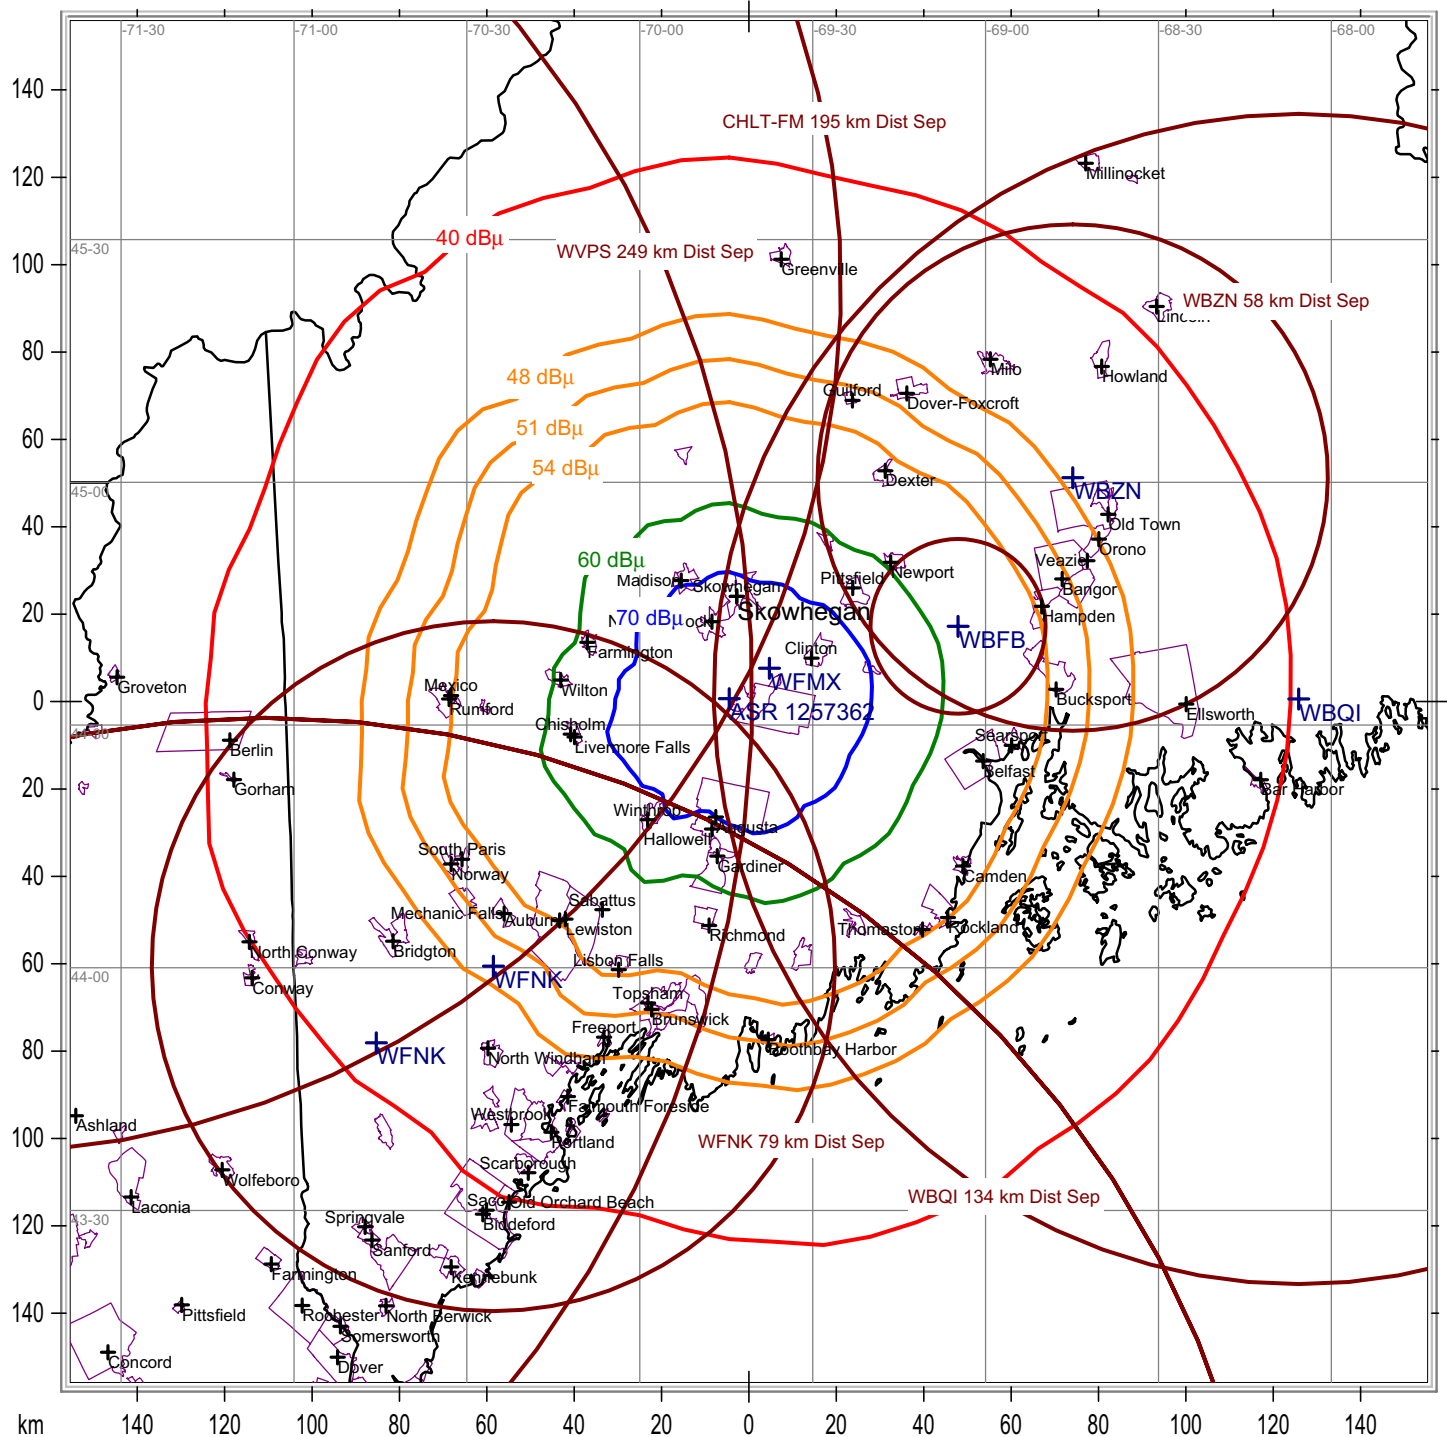 -71-30
-71-00
-70-30
-70-00
-69-30
-69-00
-68-30
-68-00
140
CHLT-FM 195 km Dist Sep
120
Millinocket
40 dBµ
45-30
WVPS 249 km Dist Sep
100
Greenville
WBZN 58 km Dist Sep
Lincoln
80
48 dBµ
Milo
Howland
Guilford
Dover-Foxcroft
60
51 dBµ
54 dBµ
Dexter
45-00
WBZN
40
Old Town
60 dBµ
Orono
Veazie
Newport
Madison
Skowhegan
Pittsfield
Bangor
20
70 dBµ
Skowhegan
Hampden
Farmington
Clinton
WBFB
Groveton
Mexico
Wilton
WFMX
Bucksport
0
Rumford
ASR 1257362
Ellsworth
WBQI
44-30
Berlin
Chisholm
Livermore Falls
Searsport
Belfast
20
Gorham
Bar Harbor
Winthrop
Augusta
Hallowell
South Paris
Norway
Gardiner
40
Camden
Mechanic Falls
Auburn
Sabattus
Lewiston
Richmond
Thomaston
Rockland
North Conway
Bridgton
60
44-00
Conway
Lisbon Falls
WFNK
Topsham
Brunswick
Freeport
80
WFNK
North Windham
Boothbay Harbor
Ashland
Westbrook
Falmouth Foreside
100
Portland
WFNK 79 km Dist Sep
Wolfeboro
Scarborough
Laconia
Saco
Old Orchard Beach
WBQI 134 km Dist Sep
43-30
120
Springvale
Biddeford
Sanford
Farmington
Kennebunk
140
Pittsfield
Rochester
North Berwick
Somersworth
Concord
Dover
km
140
120
100
80
60
40
20
0
20
40
60
80
100
120
140